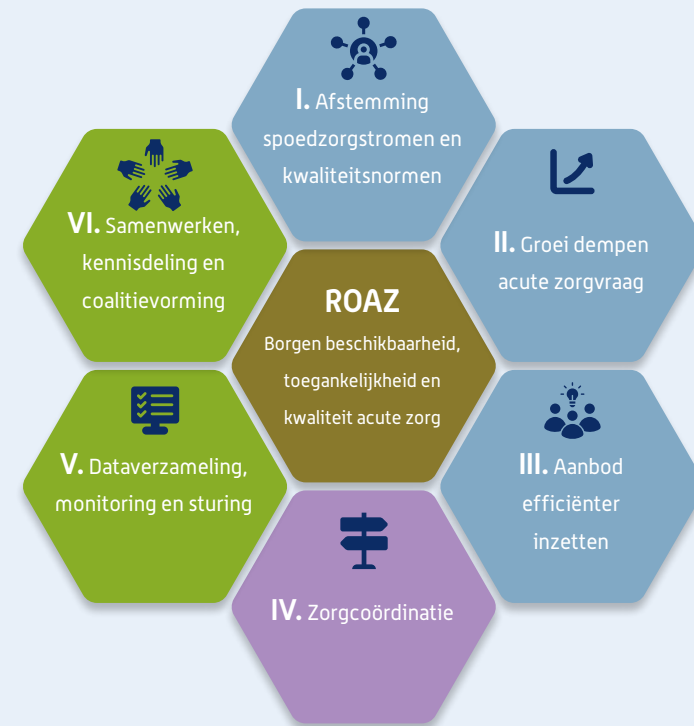 I. Afstemming
spoedzorgstromen en
kwaliteitsnormen
II. Groei dempen
acute zorgvraag
III. Aanbod
efficiënter
inzetten
IV. Zorgcoördinatie
V. Dataverzameling,
monitoring en sturing
VI. Samenwerken,
kennisdeling en
coalitievorming
ROAZ
Borgen beschikbaarheid,
toegankelijkheid en
kwaliteit acute zorg